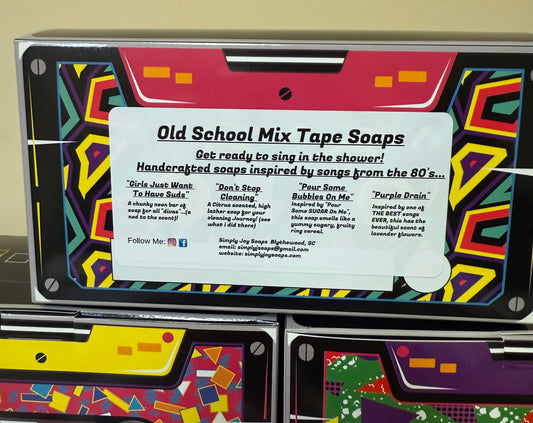 Old School Mix Tape Soaps
Get ready to sing in the shower!
Handcrafted soaps inspired by songs from the 80's...
"Girls Just Want
To Have Suds"
A chunky neon bar of
soap for all "divas"...(a
nod to the scent)!
"Don't Stop
Cleaning"
A Citrus scented, high
lather soap for your
cleaning Journey! (see
what i did there)
"Pour Some
Bubbles On Me"
Inspired by "Pour
Some SUGAR On Me",
this soap smells like a
yummy sugary, fruity
ring cereal.
"Purple Drain"
Inspired by one of
THE BEST songs
EVER, this has the
beautiful scent of
lavender flowers.
Follow Me:
Simply Joy Soaps Blythewood, SC
email: simplyjoysoaps@gmail.com
website: simplyjoysoaps.com